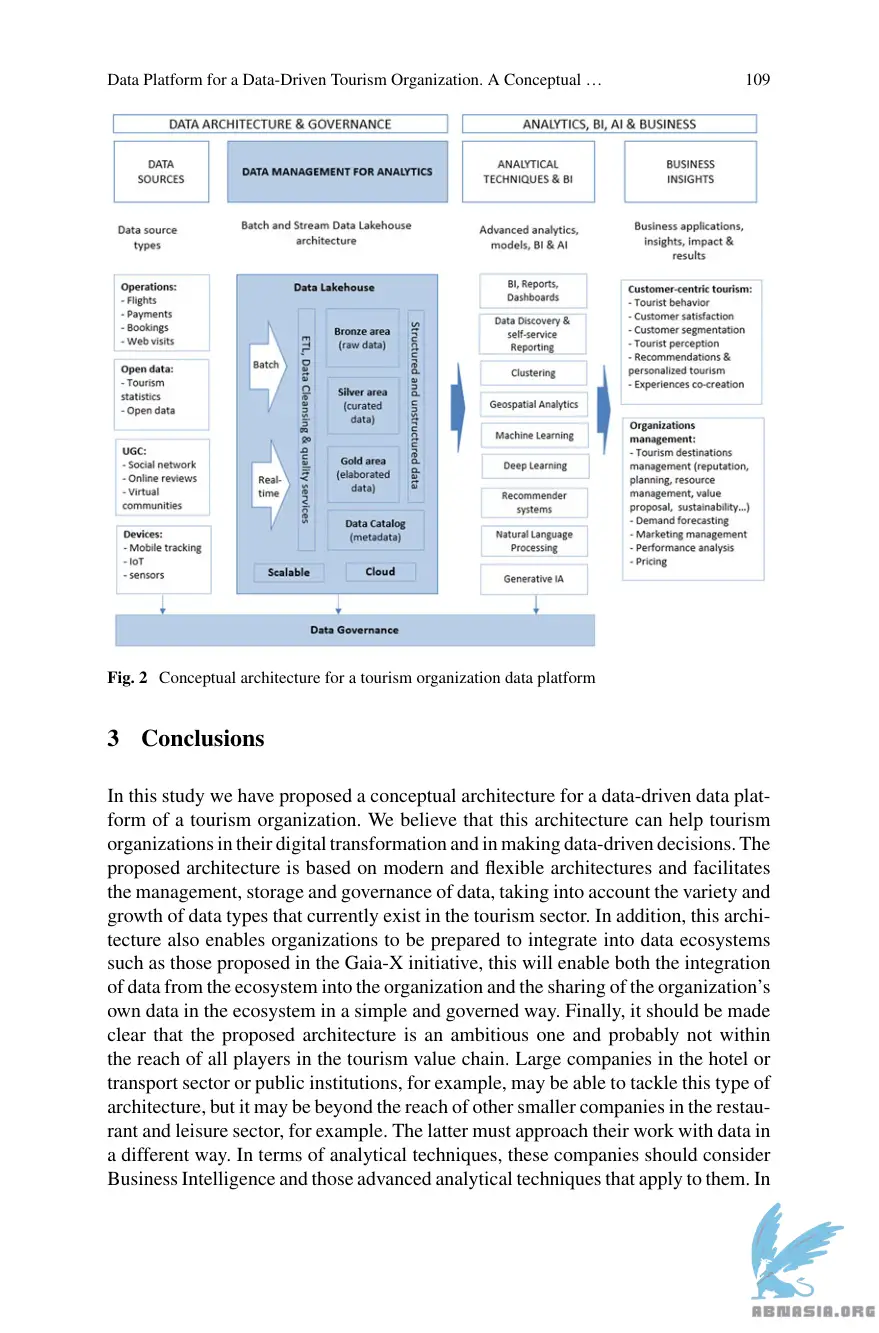 Data Platform for a Data-Driven Tourism Organization. A Conceptual … 109
DATA ARCHITECTURE & GOVERNANCE
ANALYTICS, BI, AI & BUSINESS
DATA
SOURCES
DATA MANAGEMENT FOR ANALYTICS
ANALYTICAL
TECHNIQUES & BI
BUSINESS
INSIGHTS
Data source
types
Batch and Stream Data Lakehouse
architecture
Advanced analytics,
models, BI & AI
Business applications,
insights, impact &
results
Operations:
- Flights
- Payments
- Bookings
- Web visits
Open data:
- Tourism
statistics
- Open data
UGC:
- Social network
- Online reviews
- Virtual
communities
Devices:
- Mobile tracking
- IoT
- sensors
Data Lakehouse
Batch
Real-
time
ETL, Data Cleansing & quality services
Bronze area
(raw data)
Silver area
(curated
data)
Gold area
(elaborated
data)
Structured and unstructured data
Data Catalog
(metadata)
Scalable
Cloud
BI, Reports,
Dashboards
Data Discovery &
self-service
Reporting
Clustering
Geospatial Analytics
Machine Learning
Deep Learning
Recommender
systems
Natural Language
Processing
Generative IA
Customer-centric tourism:
- Tourist behavior
- Customer satisfaction
- Customer segmentation
- Tourist perception
- Recommendations &
personalized tourism
- Experiences co-creation
Organizations
management:
- Tourism destinations
management (reputation,
planning, resource
management, value
proposal, sustainability...)
- Demand forecasting
- Marketing management
- Performance analysis
- Pricing
Data Governance
Fig. 2 Conceptual architecture for a tourism organization data platform
3 Conclusions
In this study we have proposed a conceptual architecture for a data-driven data plat-
form of a tourism organization. We believe that this architecture can help tourism
organizations in their digital transformation and in making data-driven decisions. The
proposed architecture is based on modern and flexible architectures and facilitates
the management, storage and governance of data, taking into account the variety and
growth of data types that currently exist in the tourism sector. In addition, this archi-
tecture also enables organizations to be prepared to integrate into data ecosystems
such as those proposed in the Gaia-X initiative, this will enable both the integration
of data from the ecosystem into the organization and the sharing of the organization's
own data in the ecosystem in a simple and governed way. Finally, it should be made
clear that the proposed architecture is an ambitious one and probably not within
the reach of all players in the tourism value chain. Large companies in the hotel or
transport sector or public institutions, for example, may be able to tackle this type of
architecture, but it may be beyond the reach of other smaller companies in the restau-
rant and leisure sector, for example. The latter must approach their work with data in
a different way. In terms of analytical techniques, these companies should consider
Business Intelligence and those advanced analytical techniques that apply to them. In
ABNASIA.ORG